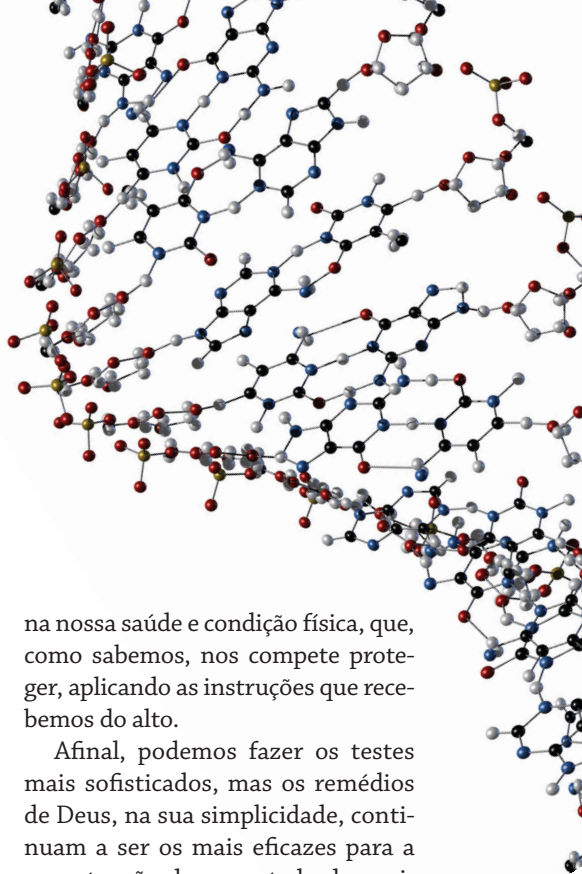 na nossa saúde e condição física, que,
como sabemos, nos compete prote-
ger, aplicando as instruções que rece-
bemos do alto.
Afinal, podemos fazer os testes
mais sofisticados, mas os remédios
de Deus, na sua simplicidade, conti-
nuam a ser os mais eficazes para a